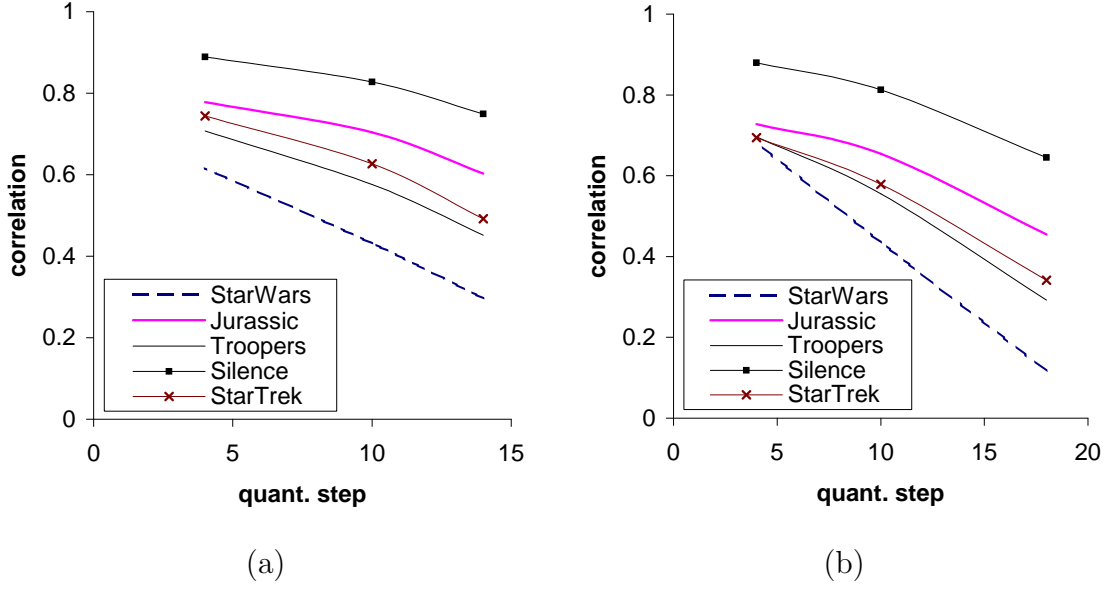 1
0.8
0.6
0.4
0.2
0
correlation
StarWars
Jurassic
Troopers
Silence
StarTrek
0 5 10 15
quant. step
(a)
1
0.8
0.6
0.4
0.2
0
correlation
StarWars
Jurassic
Troopers
Silence
StarTrek
0 5 10 15 20
quant. step
(b)